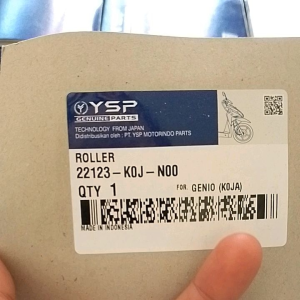 YSP
GENUINE PARTS
TECHNOLOGY FROM JAPAN
Didistribusikan oleh : PT. YSP MOTORINDO PARTS
ROLLER
22123-K0J-N00
QTY 1 FOR GENIO (K0JA)
MADE IN INDONESIA